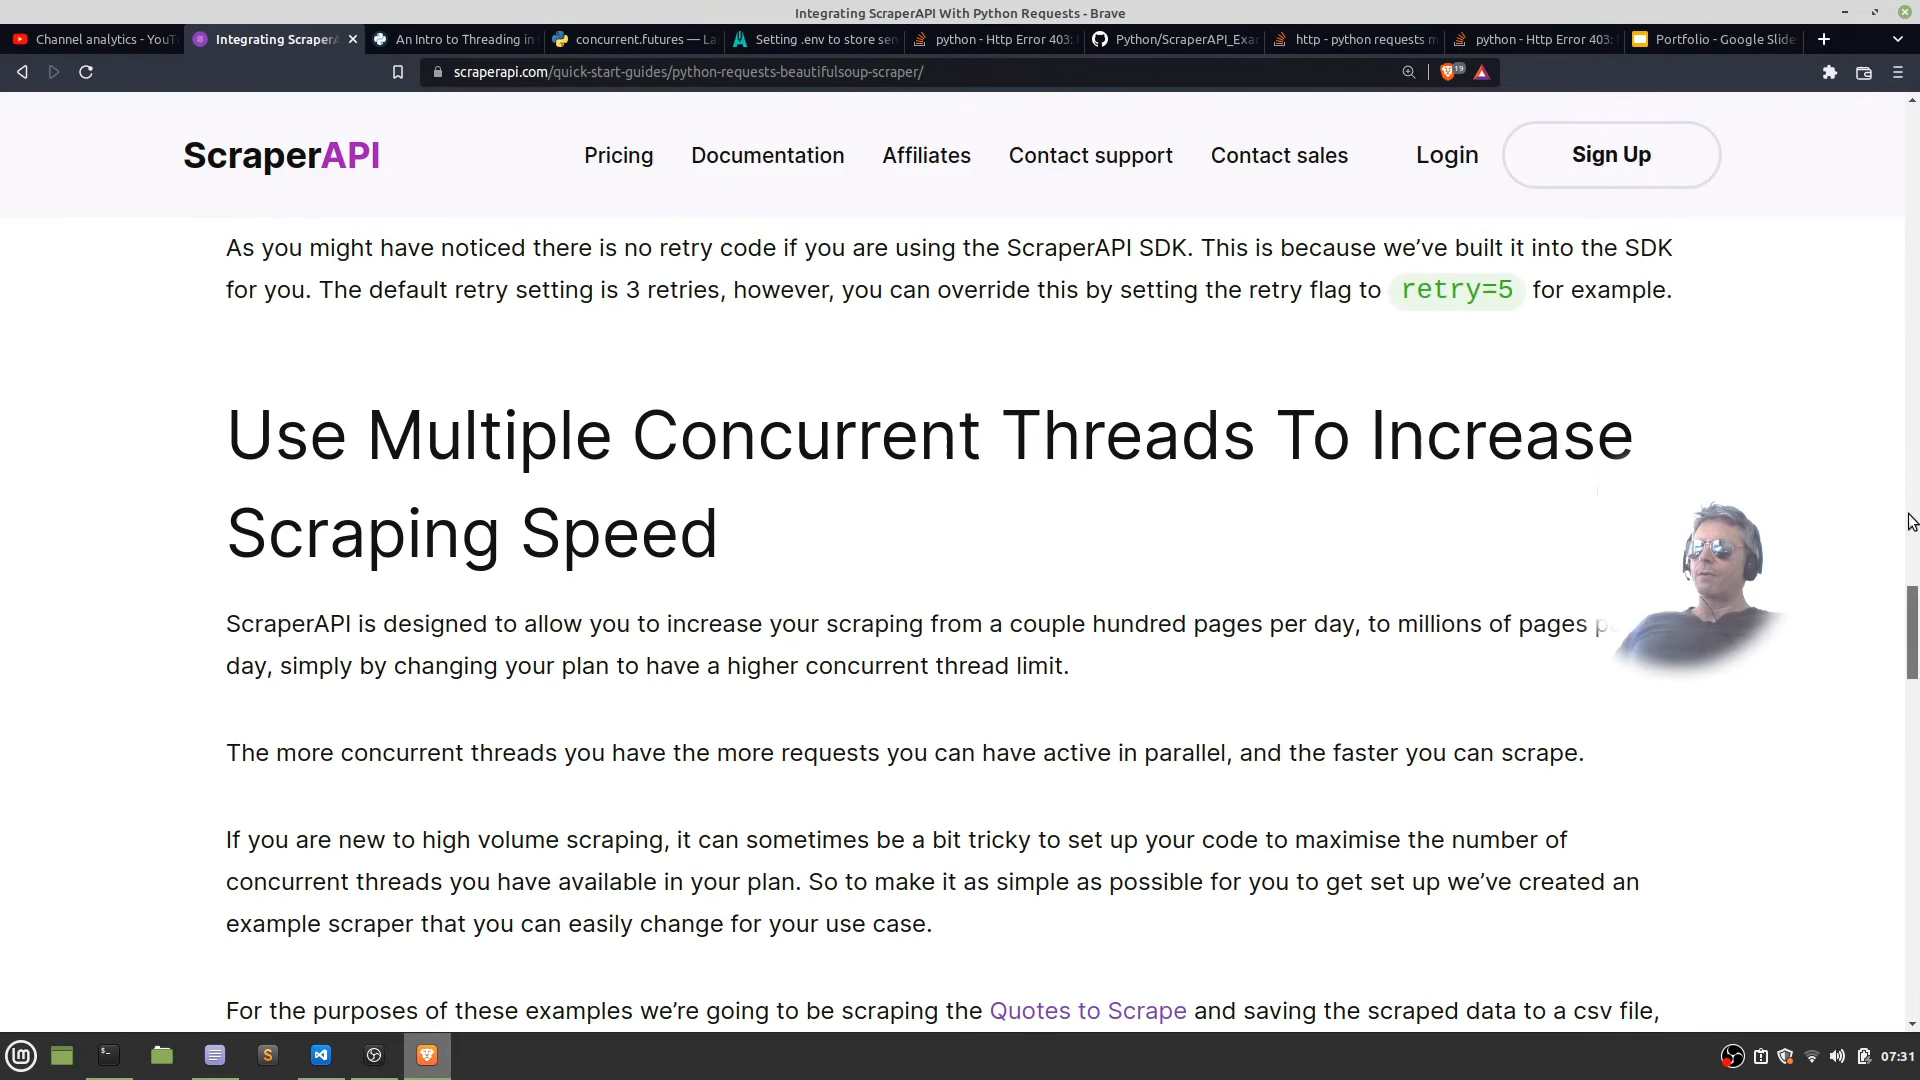 Integrating ScraperAPI With Python Requests - Brave
Channel analytics - YouT
Integrating Scraper
An Intro to Threading in
concurrent.futures — La
Setting .env to store sen
python - Http Error 403:
Python/ScraperAPI_Exa
http - python requests m
python - Http Error 403:
Portfolio - Google Slide
scraperapi.com/quick-start-guides/python-requests-beautifulsoup-scraper/
19
ScraperAPI
Pricing
Documentation
Affiliates
Contact support
Contact sales
Login
Sign Up
As you might have noticed there is no retry code if you are using the ScraperAPI SDK. This is because we’ve built it into the SDK
for you. The default retry setting is 3 retries, however, you can override this by setting the retry flag to retry=5 for example.
Use Multiple Concurrent Threads To Increase
Scraping Speed
ScraperAPI is designed to allow you to increase your scraping from a couple hundred pages per day, to millions of pages
day, simply by changing your plan to have a higher concurrent thread limit.
The more concurrent threads you have the more requests you can have active in parallel, and the faster you can scrape.
If you are new to high volume scraping, it can sometimes be a bit tricky to set up your code to maximise the number of
concurrent threads you have available in your plan. So to make it as simple as possible for you to get set up we’ve created an
example scraper that you can easily change for your use case.
For the purposes of these examples we’re going to be scraping the Quotes to Scrape and saving the scraped data to a csv file,
07:31